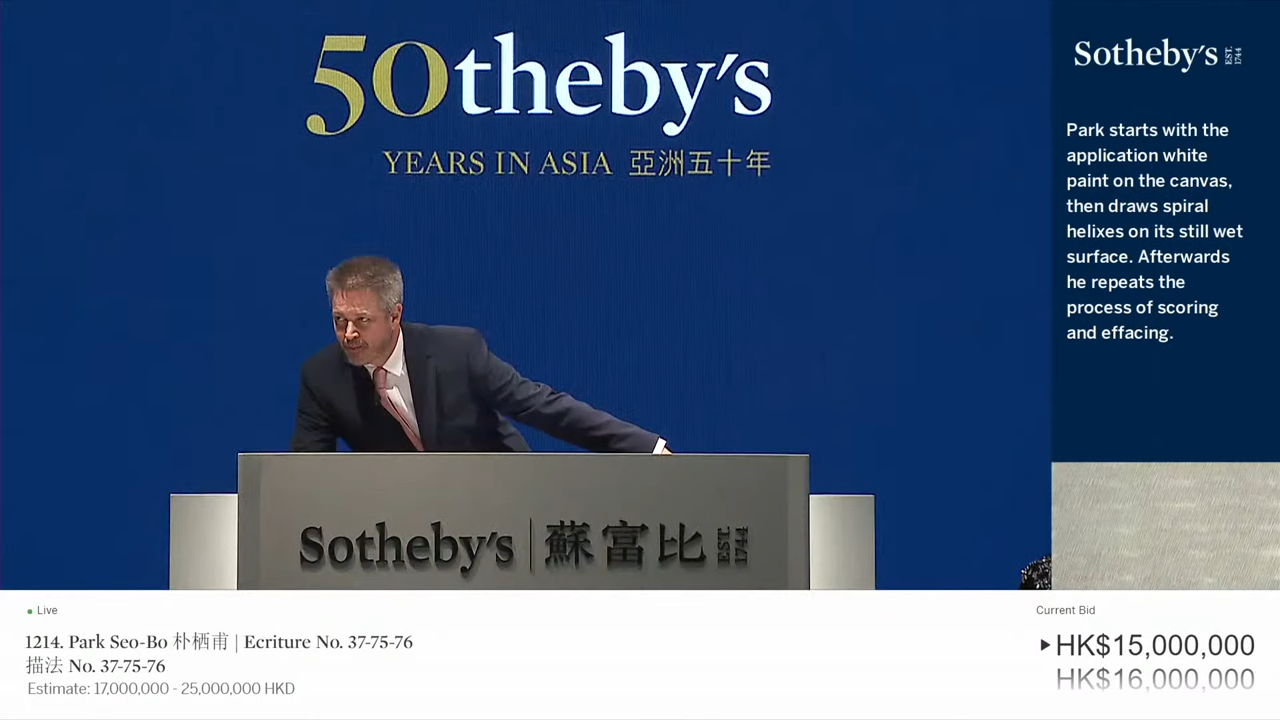 50theby's
YEARS IN ASIA 亞洲五十年
Sotheby's EST. 1744
Park starts with the
application white
paint on the canvas,
then draws spiral
helixes on its still wet
surface. Afterwards
he repeats the
process of scoring
and effacing.
Sotheby's | 蘇富比 EST. 1744
Live
Current Bid
1214. Park Seo-Bo 朴栖甫 | Ecriture No. 37-75-76
描法 No. 37-75-76
Estimate: 17,000,000 - 25,000,000 HKD
HK$15,000,000
HK$16,000,000